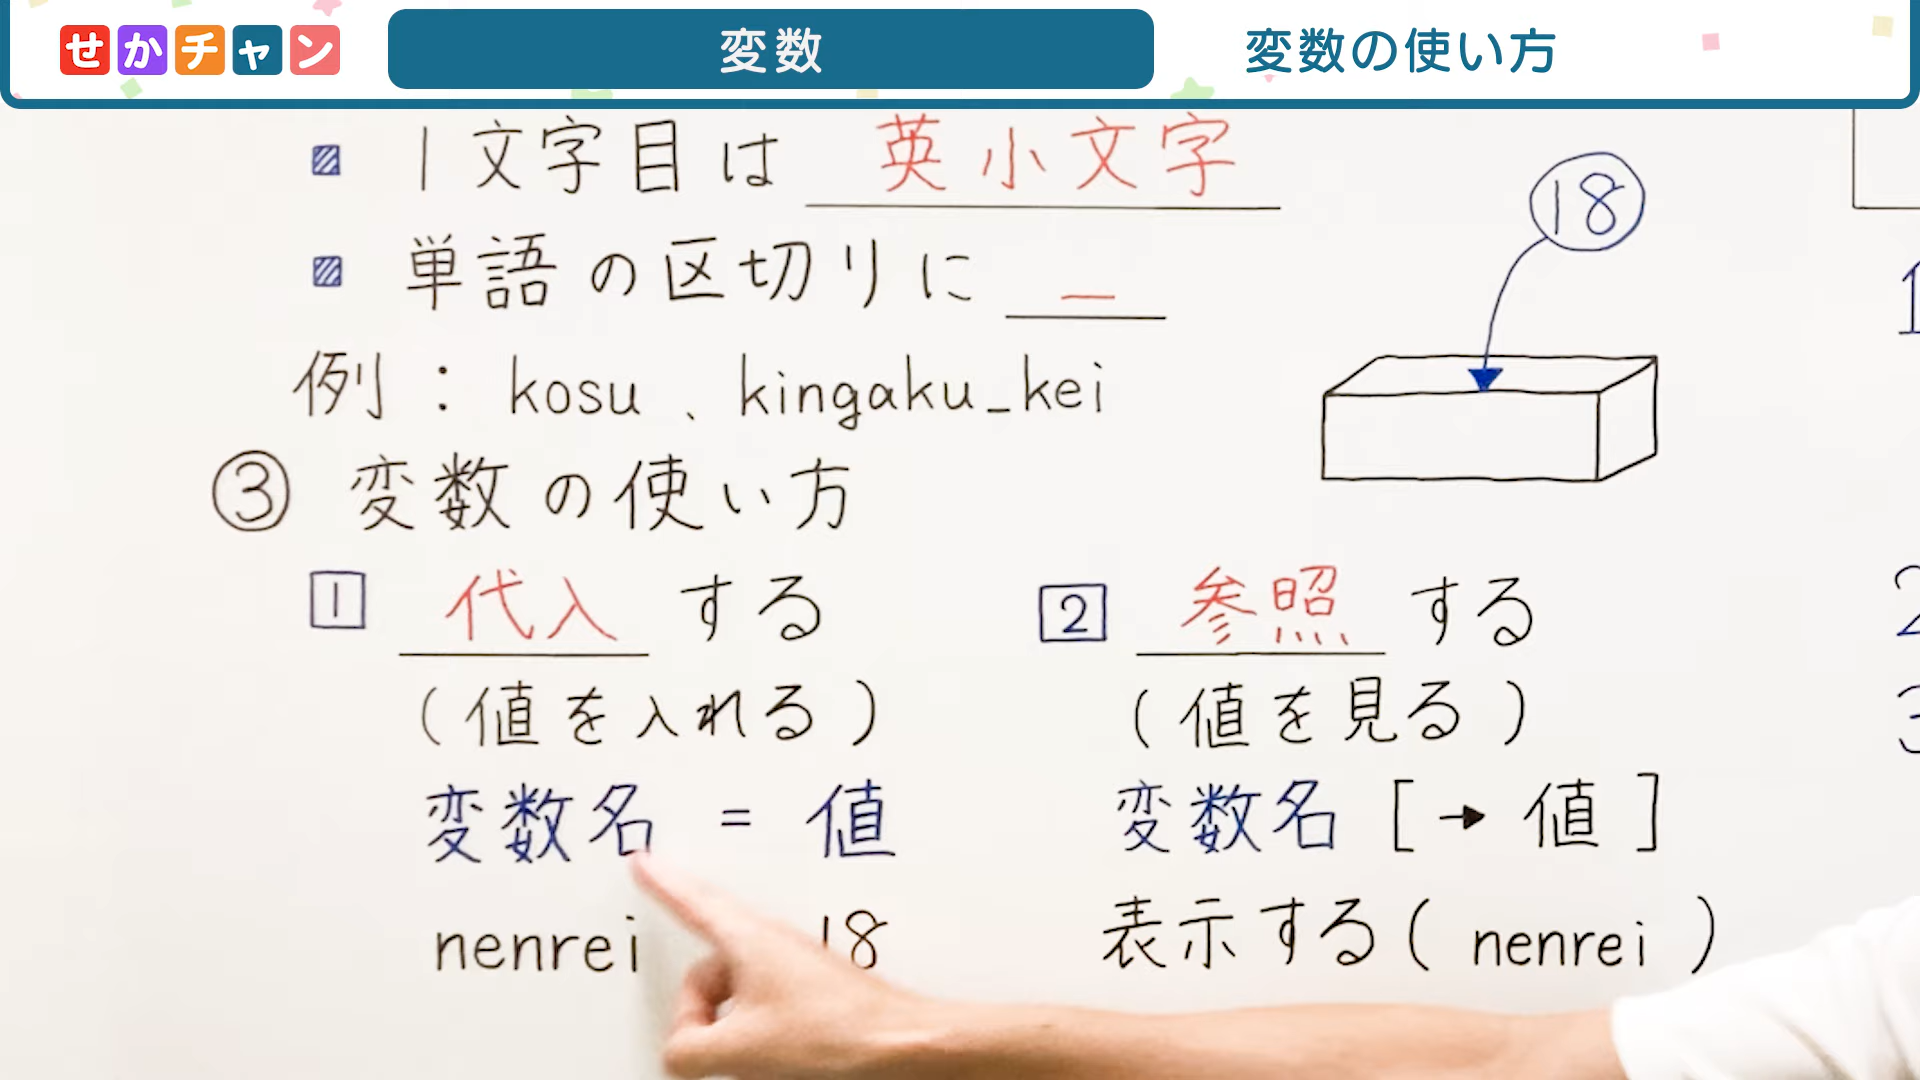 せかチャン 変数 変数の使い方
1文字目は 英小文字
単語の区切りに _
例 : kosu 、 kingaku_kei
③ 変数の使い方
1 代入 する
(値を入れる)
変数名 = 値
nenrei 18
2 参照 する
(値を見る)
変数名 [→ 値]
表示する( nenrei )
18